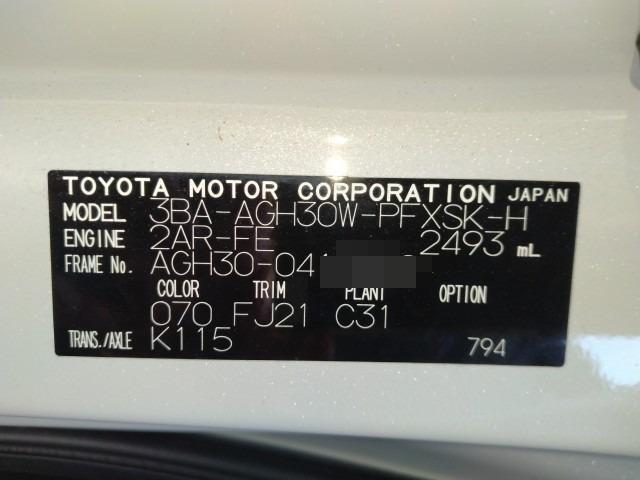 TOYOTA MOTOR CORPORATION JAPAN
MODEL 3BA-AGH30W-PFXSK-H
ENGINE 2AR-FE 2493 mL
FRAME No. AGH30-04
COLOR TRIM PLANT OPTION
070 FJ21 C31
TRANS./AXLE K115 794